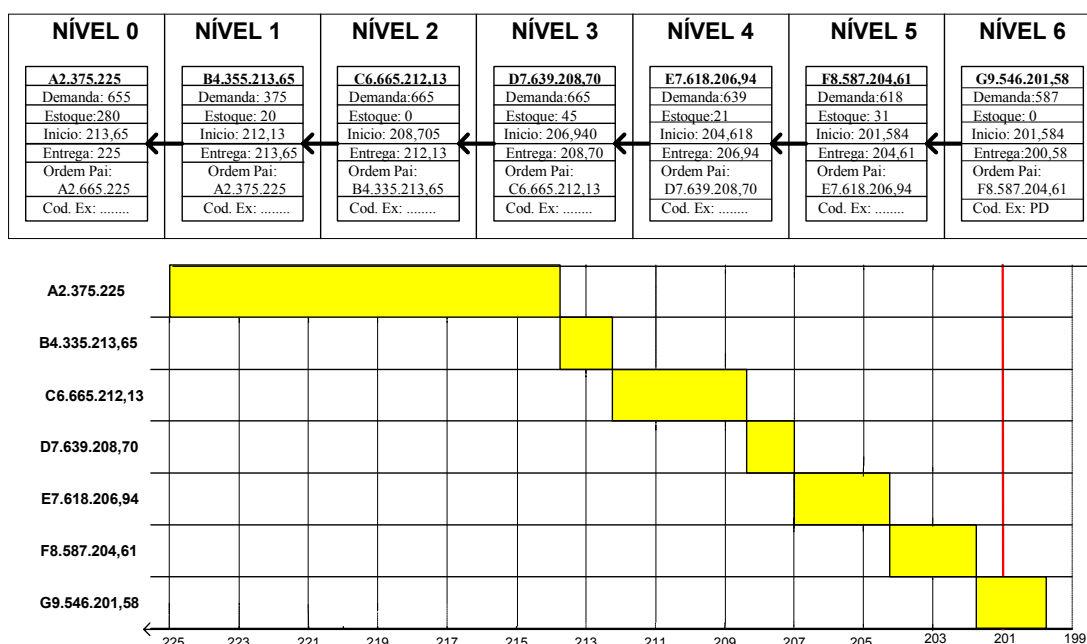 NÍVEL 0
A2.375.225
Demanda: 655
Estoque:280
Inicio: 213,65
Entrega: 225
Ordem Pai:
A2.665.225
Cod. Ex: ........
NÍVEL 1
B4.355.213,65
Demanda: 375
Estoque: 20
Inicio: 212,13
Entrega: 213,65
Ordem Pai:
A2.375.225
Cod. Ex: ........
NÍVEL 2
C6.665.212,13
Demanda:665
Estoque: 0
Inicio: 208,705
Entrega: 212,13
Ordem Pai:
B4.335.213,65
Cod. Ex: ........
NÍVEL 3
D7.639.208,70
Demanda:665
Estoque: 45
Inicio: 206,940
Entrega: 208,70
Ordem Pai:
C6.665.212,13
Cod. Ex: ........
NÍVEL 4
E7.618.206,94
Demanda:639
Estoque:21
Inicio: 204,618
Entrega: 206,94
Ordem Pai:
D7.639.208,70
Cod. Ex: ........
NÍVEL 5
F8.587.204,61
Demanda:618
Estoque: 31
Inicio: 201,584
Entrega: 204,61
Ordem Pai:
E7.618.206,94
Cod. Ex: ........
NÍVEL 6
G9.546.201,58
Demanda:587
Estoque: 0
Inicio: 201,584
Entrega:200,58
Ordem Pai:
F8.587.204,61
Cod. Ex: PD
A2.375.225
B4.335.213,65
C6.665.212,13
D7.639.208,70
E7.618.206,94
F8.587.204,61
G9.546.201,58
225 223 221 219 217 215 213 211 209 207 205 203 201 199